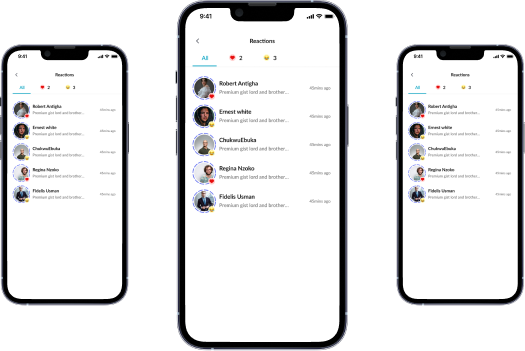 9:41
Reactions
All 2 3
Robert Antigha
Premium gist lord and brother...
45mins ago
Ernest white
Premium gist lord and brother...
45mins ago
ChukwuEbuka
Premium gist lord and brother...
45mins ago
Regina Nzoko
Premium gist lord and brother...
45mins ago
Fidelis Usman
Premium gist lord and brother...
45mins ago
9:41
Reactions
All 2 3
Robert Antigha
Premium gist lord and brother...
45mins ago
Ernest white
Premium gist lord and brother...
45mins ago
ChukwuEbuka
Premium gist lord and brother...
45mins ago
Regina Nzoko
Premium gist lord and brother...
45mins ago
Fidelis Usman
Premium gist lord and brother...
45mins ago
9:41
Reactions
All 2 3
Robert Antigha
Premium gist lord and brother...
45mins ago
Ernest white
Premium gist lord and brother...
45mins ago
ChukwuEbuka
Premium gist lord and brother...
45mins ago
Regina Nzoko
Premium gist lord and brother...
45mins ago
Fidelis Usman
Premium gist lord and brother...
45mins ago